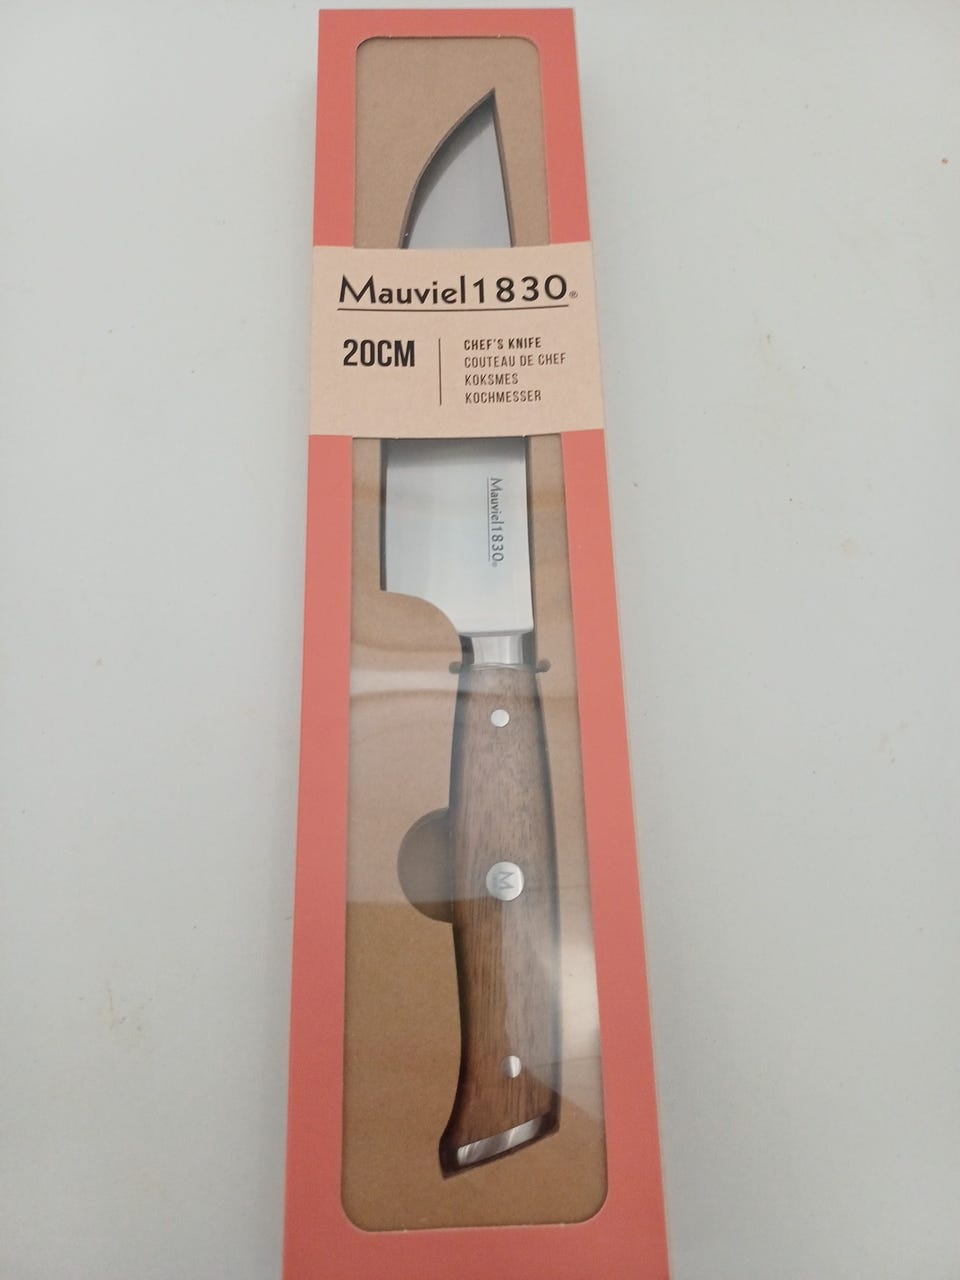 Mauviel1830®
20CM
CHEF'S KNIFE
COUTEAU DE CHEF
KOKSMES
KOCHMESSER
Mauviel1830®
M